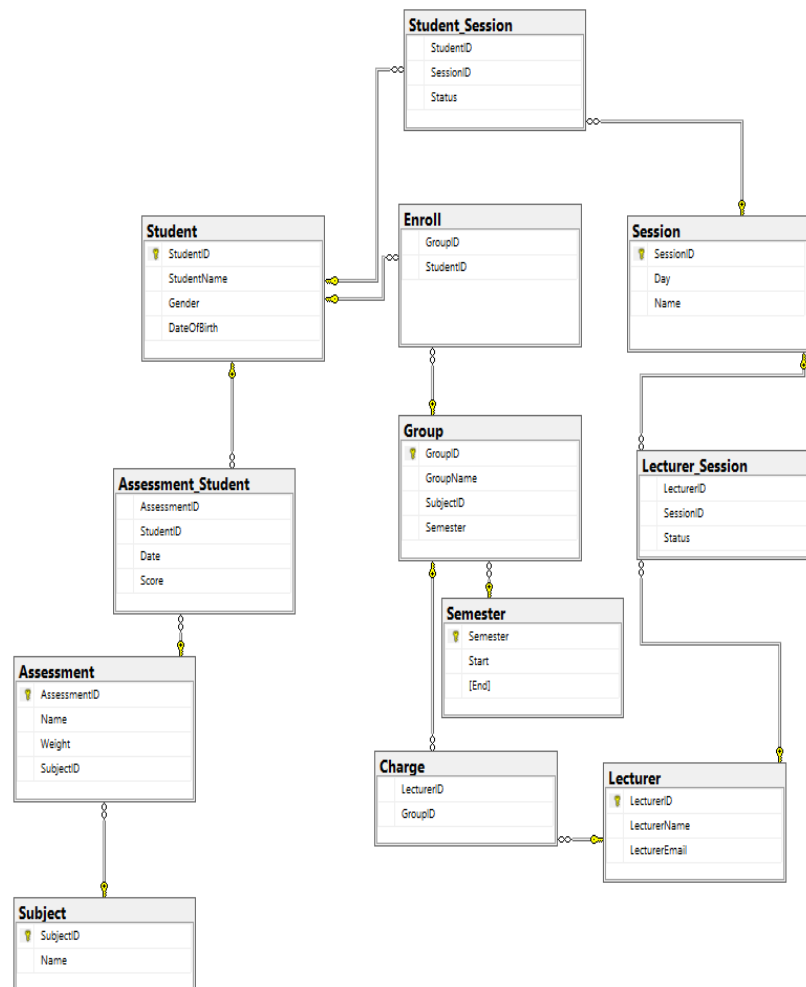 Student_Session
StudentID
SessionID
Status
Student
StudentID
StudentName
Gender
DateOfBirth
Enroll
GroupID
StudentID
Session
SessionID
Day
Name
Group
GroupID
GroupName
SubjectID
Semester
Lecturer_Session
LecturerID
SessionID
Status
Assessment_Student
AssessmentID
StudentID
Date
Score
Semester
Semester
Start
[End]
Assessment
AssessmentID
Name
Weight
SubjectID
Charge
LecturerID
GroupID
Lecturer
LecturerID
LecturerName
LecturerEmail
Subject
SubjectID
Name